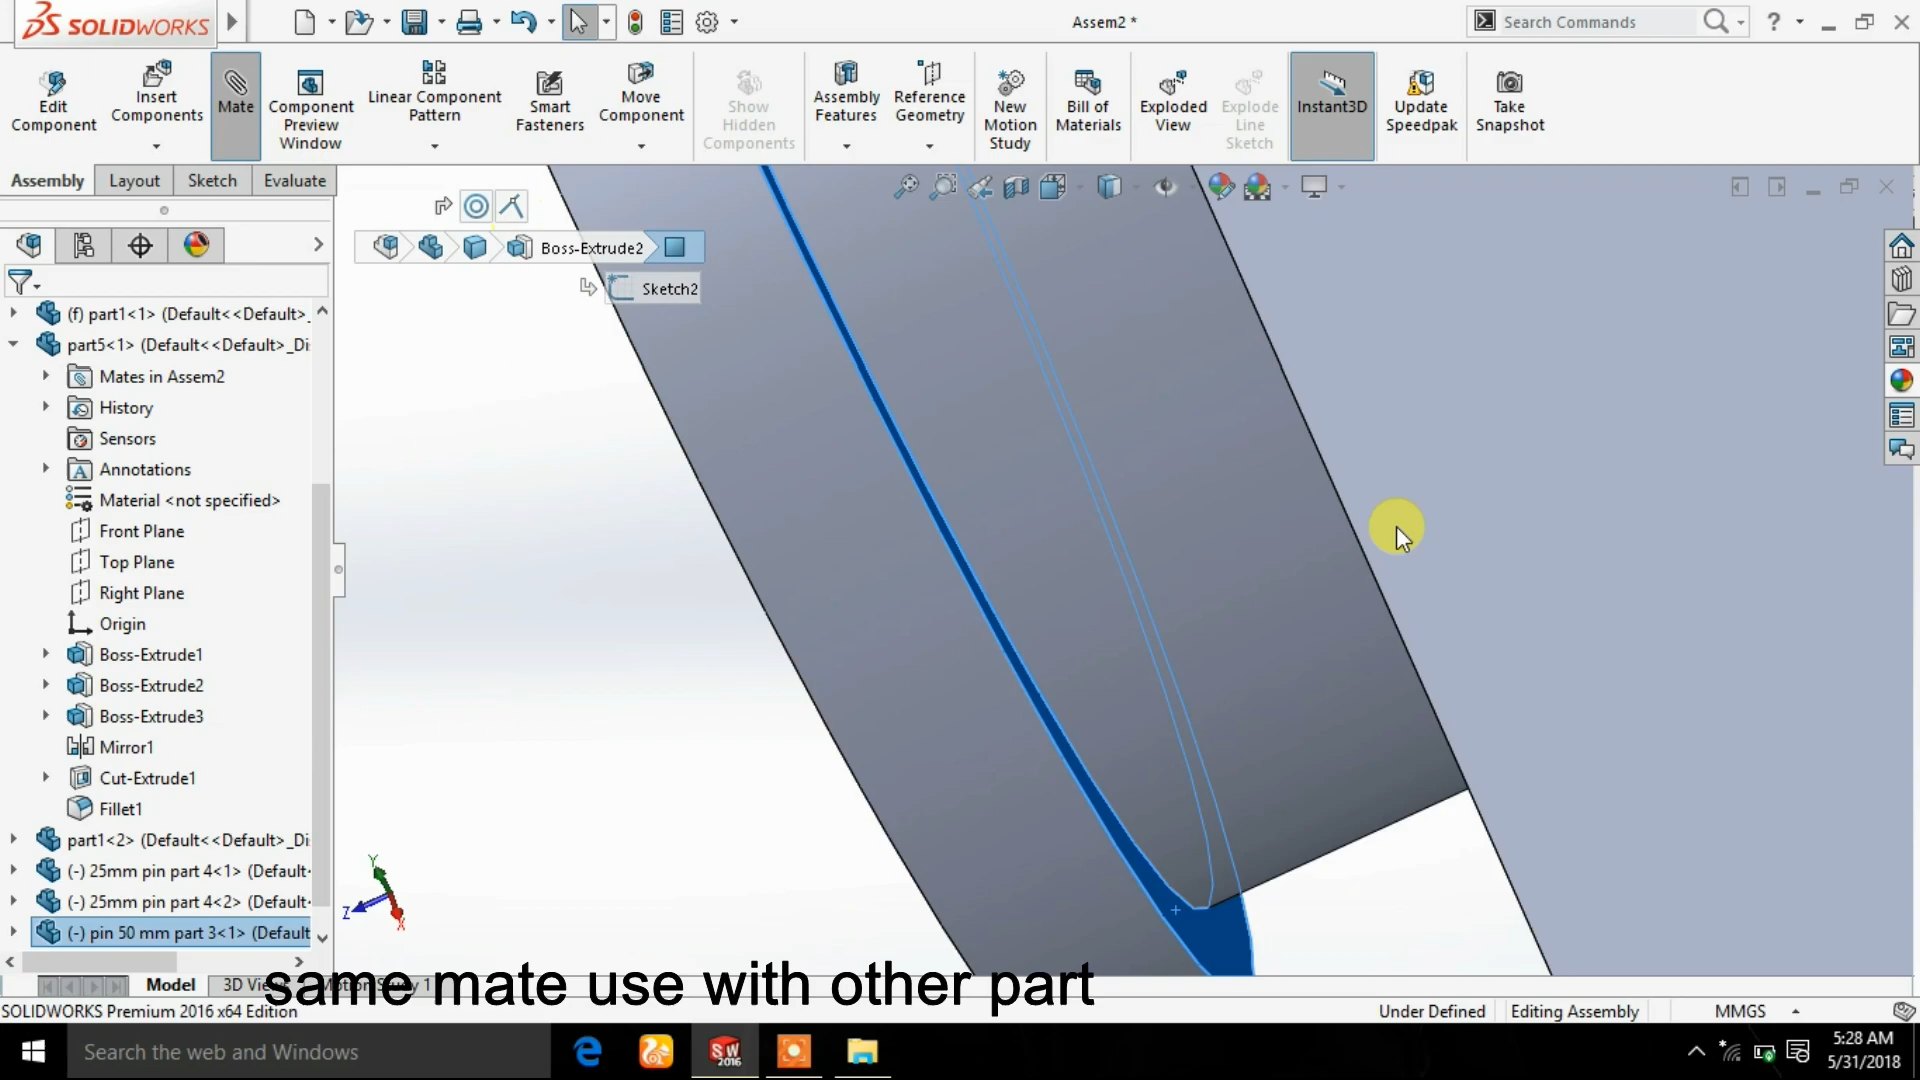 SOLIDWORKS
Assem2 *
Search Commands
?
Edit Component
Insert Components
Mate
Component Preview Window
Linear Component Pattern
Smart Fasteners
Move Component
Show Hidden Components
Assembly Features
Reference Geometry
New Motion Study
Bill of Materials
Exploded View
Explode Line Sketch
Instant3D
Update Speedpak
Take Snapshot
Assembly
Layout
Sketch
Evaluate
Boss-Extrude2
Sketch2
(f) part1<1> (Default<<Default>_
part5<1> (Default<<Default>_Di
Mates in Assem2
History
Sensors
Annotations
Material <not specified>
Front Plane
Top Plane
Right Plane
Origin
Boss-Extrude1
Boss-Extrude2
Boss-Extrude3
Mirror1
Cut-Extrude1
Fillet1
part1<2> (Default<<Default>_Di
(-) 25mm pin part 4<1> (Default
(-) 25mm pin part 4<2> (Default
(-) pin 50 mm part 3<1> (Default
Y
Z
X
Model
3D Vi
1
same mate use with other part
SOLIDWORKS Premium 2016 x64 Edition
Under Defined
Editing Assembly
MMGS
Search the web and Windows
SW
2016
5:28 AM
5/31/2018